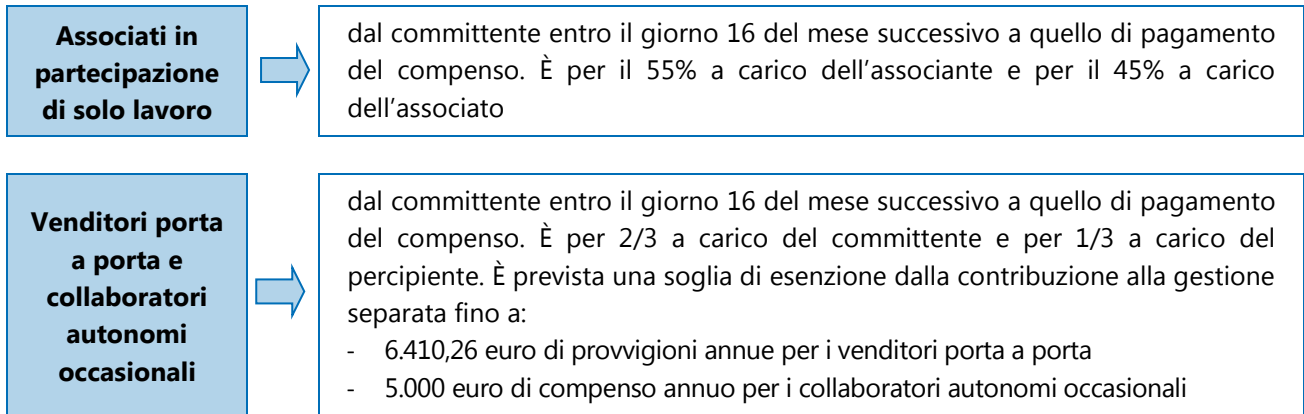 Associati in
partecipazione
di solo lavoro
dal committente entro il giorno 16 del mese successivo a quello di pagamento
del compenso. È per il 55% a carico dell’associante e per il 45% a carico
dell’associato
Venditori porta
a porta e
collaboratori
autonomi
occasionali
dal committente entro il giorno 16 del mese successivo a quello di pagamento
del compenso. È per 2/3 a carico del committente e per 1/3 a carico del
percipiente. È prevista una soglia di esenzione dalla contribuzione alla gestione
separata fino a:
- 6.410,26 euro di provvigioni annue per i venditori porta a porta
- 5.000 euro di compenso annuo per i collaboratori autonomi occasionali